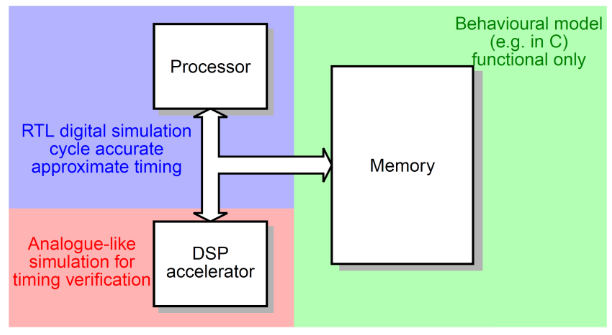 Behavioural model
(e.g. in C)
functional only
Processor
RTL digital simulation
cycle accurate
approximate timing
Memory
Analogue-like
simulation for
timing verification
DSP
accelerator